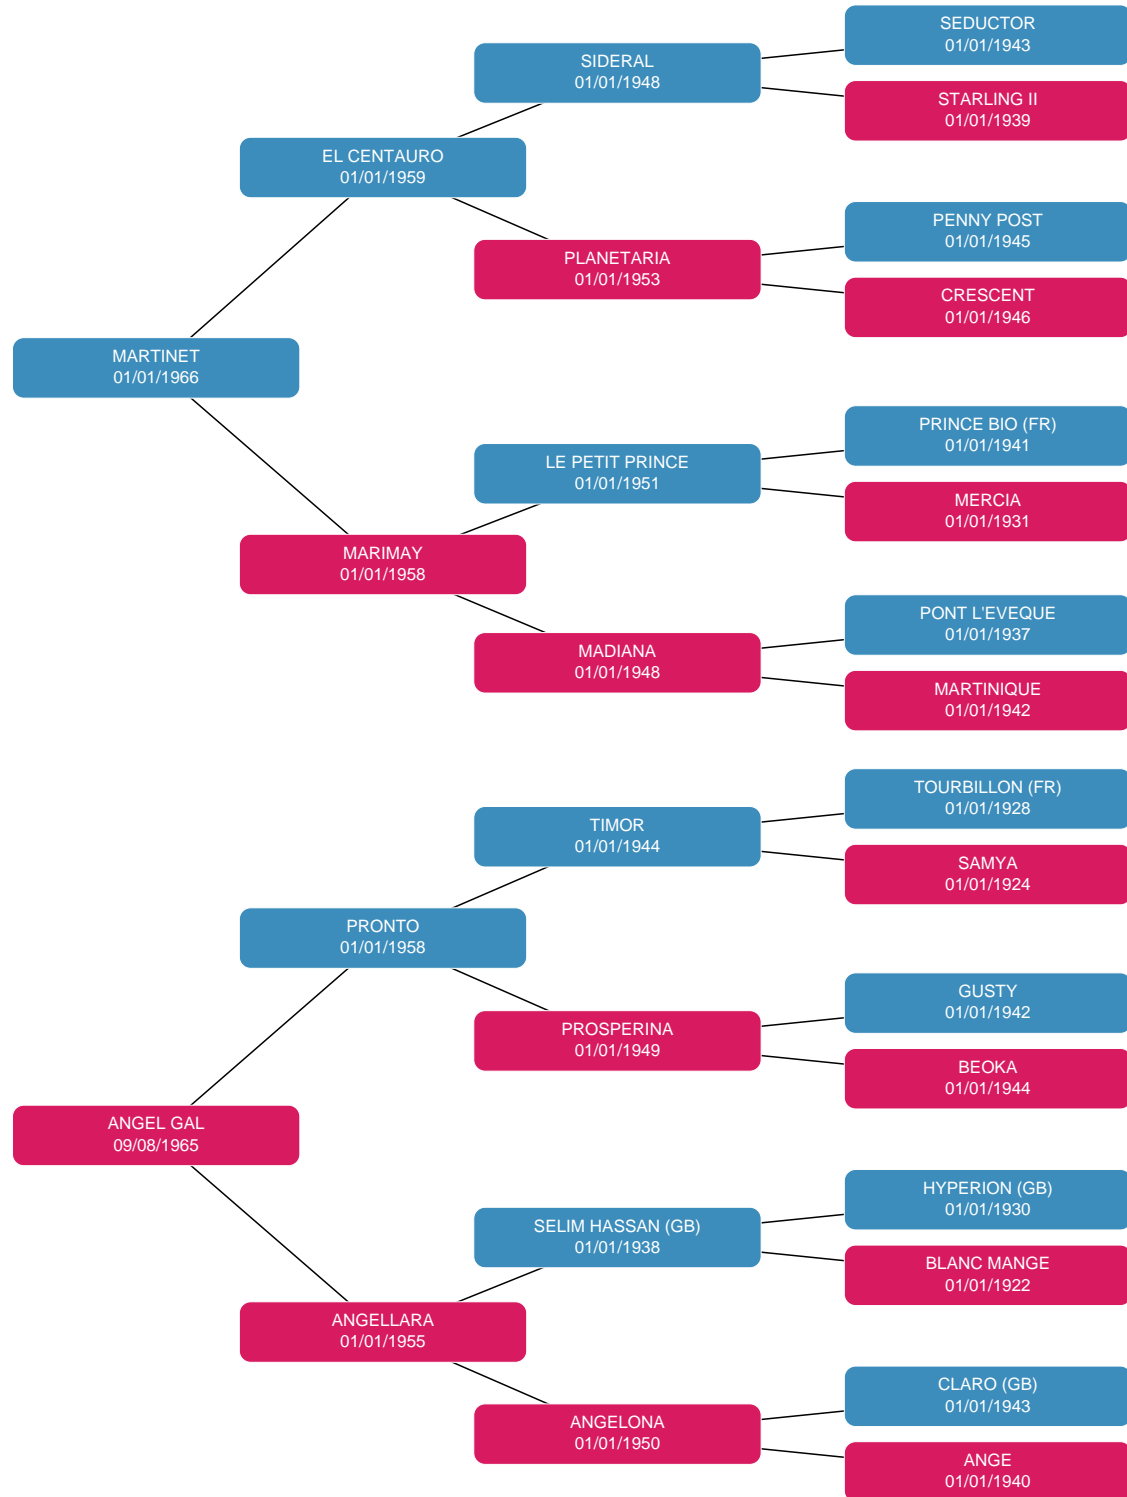 SEDUCTOR
01/01/1943
SIDERAL
01/01/1948
STARLING II
01/01/1939
EL CENTAURO
01/01/1959
PENNY POST
01/01/1945
PLANETARIA
01/01/1953
CRESCENT
01/01/1946
MARTINET
01/01/1966
PRINCE BIO (FR)
01/01/1941
LE PETIT PRINCE
01/01/1951
MERCIA
01/01/1931
MARIMAY
01/01/1958
PONT L'EVEQUE
01/01/1937
MADIANA
01/01/1948
MARTINIQUE
01/01/1942
TOURBILLON (FR)
01/01/1928
TIMOR
01/01/1944
SAMYA
01/01/1924
PRONTO
01/01/1958
GUSTY
01/01/1942
PROSPERINA
01/01/1949
BEOKA
01/01/1944
ANGEL GAL
09/08/1965
HYPERION (GB)
01/01/1930
SELIM HASSAN (GB)
01/01/1938
BLANC MANGE
01/01/1922
ANGELLARA
01/01/1955
CLARO (GB)
01/01/1943
ANGELONA
01/01/1950
ANGE
01/01/1940